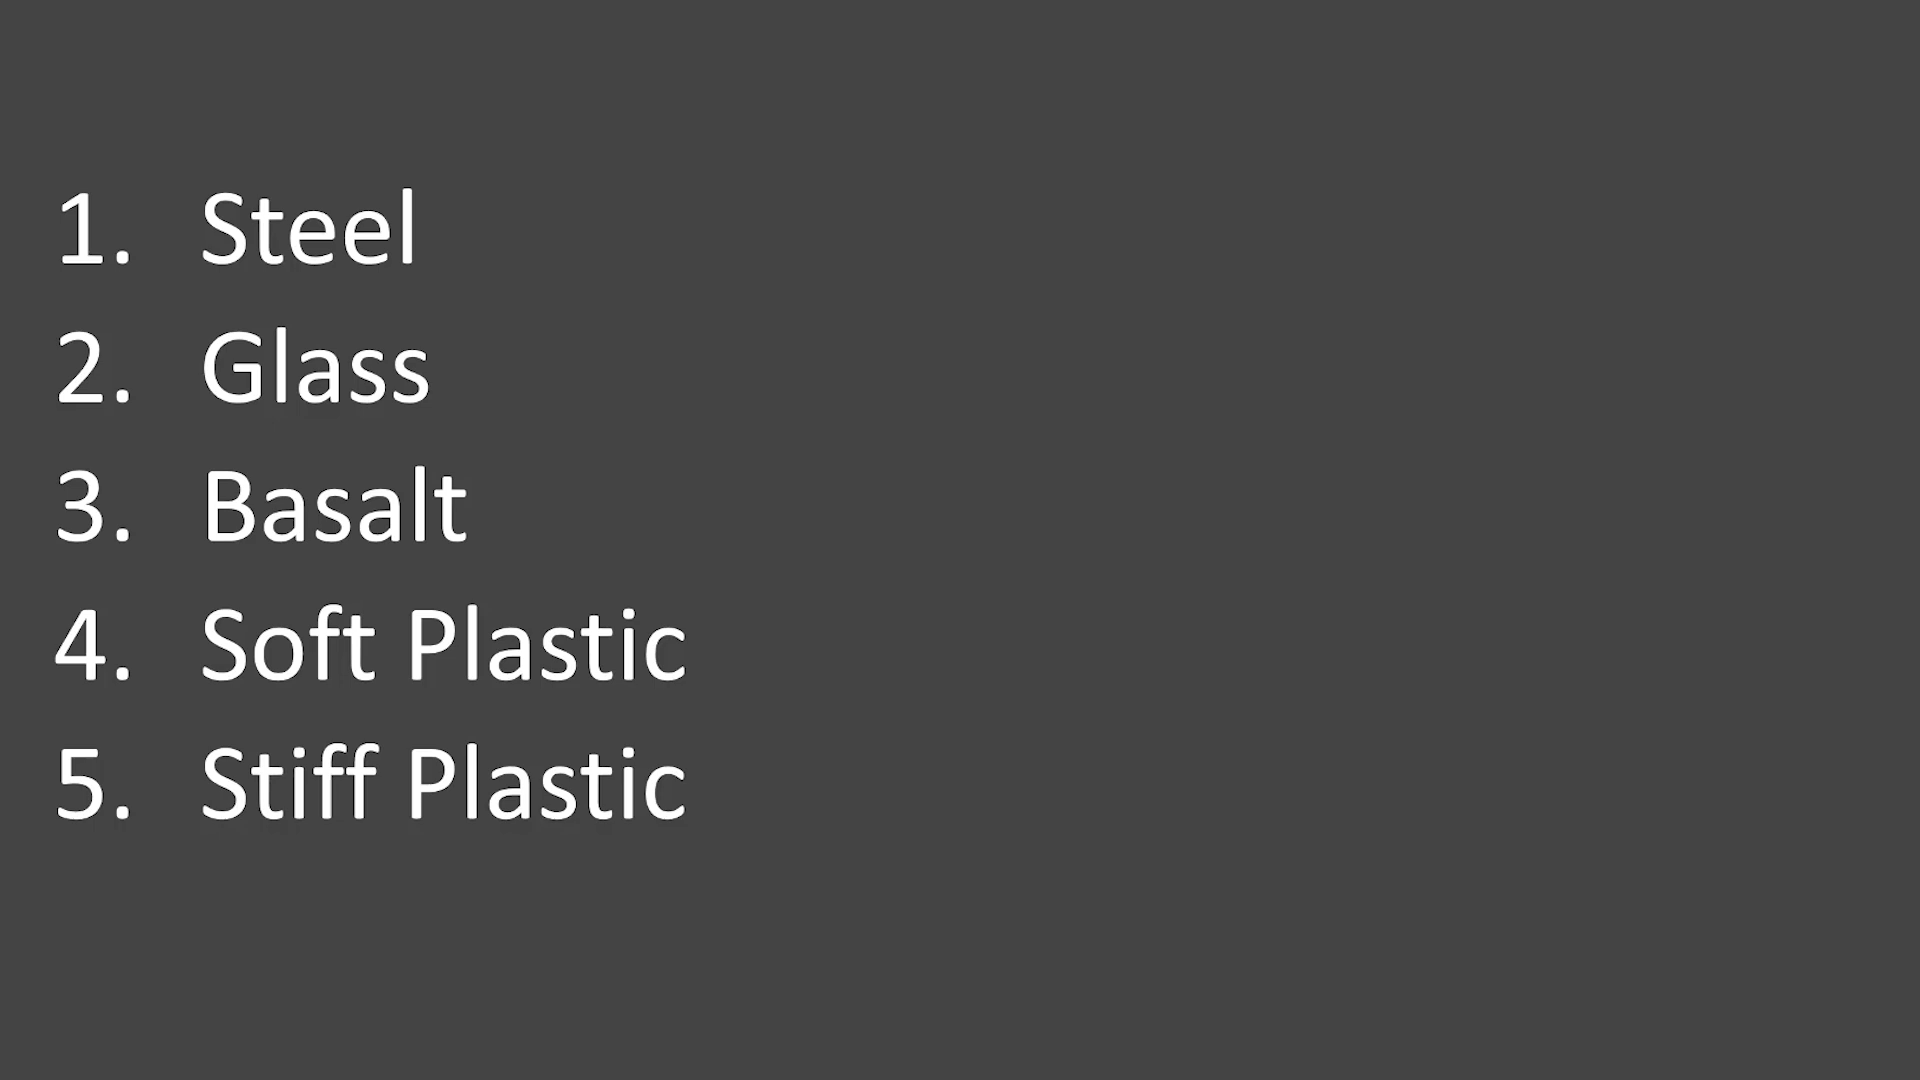 1. Steel
2. Glass
3. Basalt
4. Soft Plastic
5. Stiff Plastic